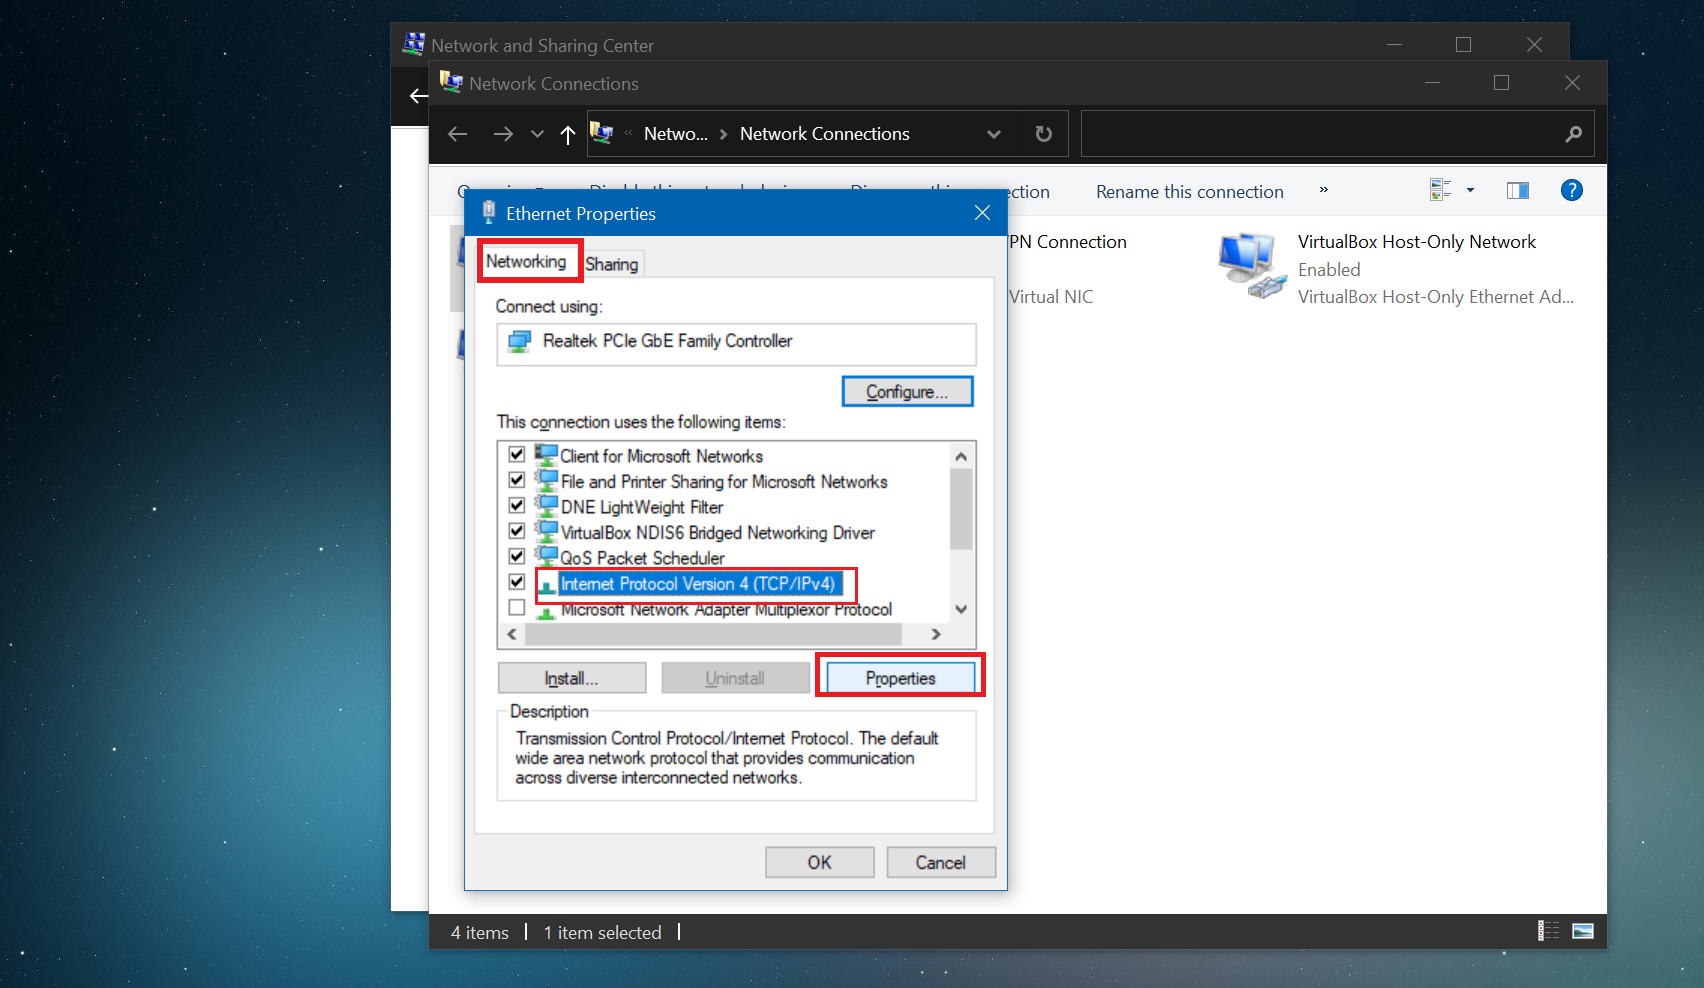 Network and Sharing Center
Network Connections
« Netwo... > Network Connections
Rename this connection »
Ethernet Properties
Networking Sharing
Connect using:
Realtek PCIe GbE Family Controller
Configure...
This connection uses the following items:
Client for Microsoft Networks
File and Printer Sharing for Microsoft Networks
DNE LightWeight Filter
VirtualBox NDIS6 Bridged Networking Driver
QoS Packet Scheduler
Internet Protocol Version 4 (TCP/IPv4)
Microsoft Network Adapter Multiplexor Protocol
Install... Uninstall Properties
Description
Transmission Control Protocol/Internet Protocol. The default
wide area network protocol that provides communication
across diverse interconnected networks.
OK Cancel
PN Connection
Virtual NIC
VirtualBox Host-Only Network
Enabled
VirtualBox Host-Only Ethernet Ad...
4 items 1 item selected